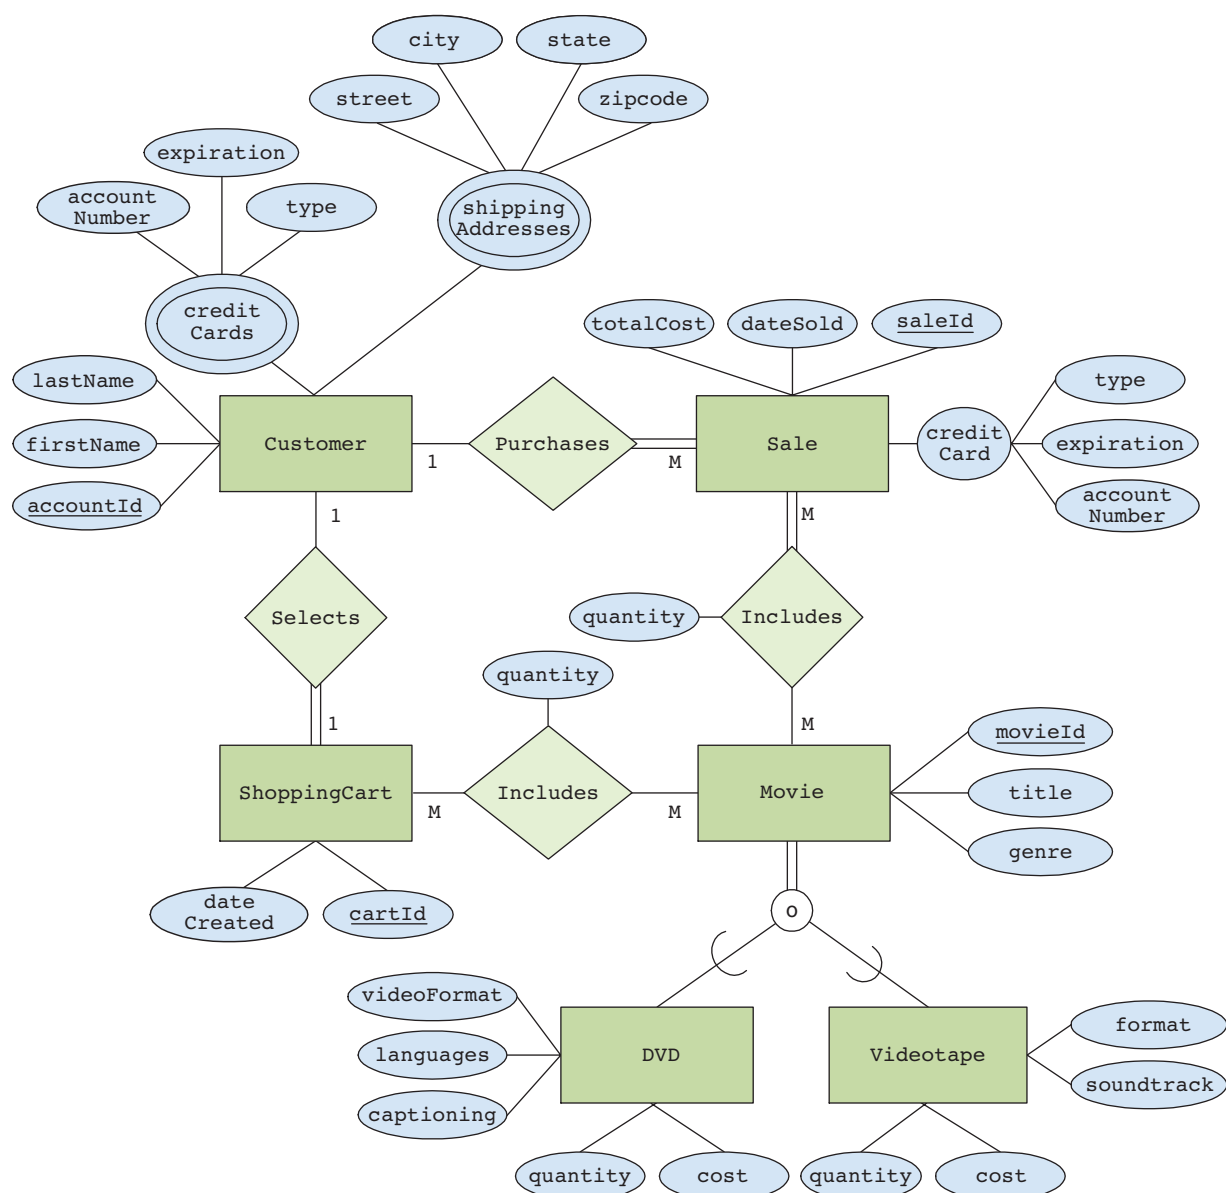 city
state
street
zipcode
expiration
account
Number
type
shipping
Addresses
credit
Cards
totalCost
dateSold
saleId
lastName
type
Customer
Purchases
Sale
credit
Card
firstName
expiration
1
M
accountId
account
Number
1
M
Selects
quantity
Includes
quantity
1
M
movieId
ShoppingCart
Includes
Movie
title
M
M
genre
date
Created
cartId
o
videoFormat
format
languages
DVD
Videotape
soundtrack
captioning
quantity
cost
quantity
cost